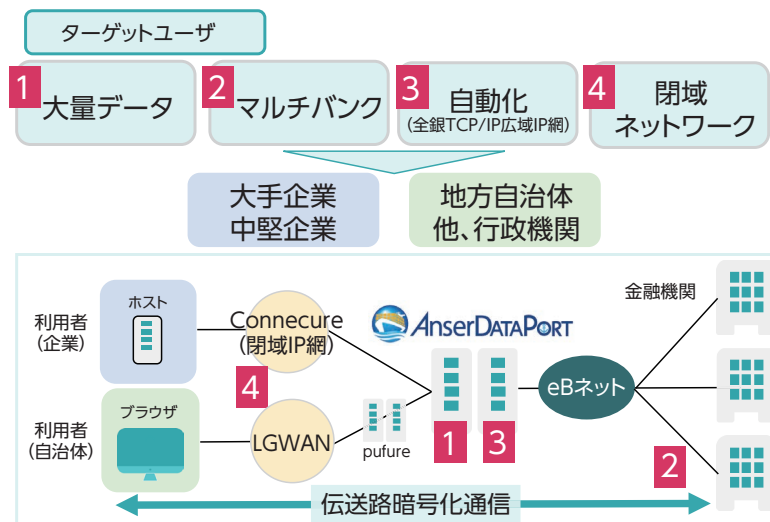 ターゲットユーザ
1
大量データ
2
マルチバンク
3
自動化
(全銀TCP/IP広域IP網)
4
閉域
ネットワーク
大手企業
中堅企業
地方自治体
他、行政機関
利用者
(企業)
ホスト
Connecure
(閉域IP網)
AnserDATAPORT
金融機関
4
利用者
(自治体)
ブラウザ
LGWAN
pufure
1
3
eBネット
2
伝送路暗号化通信